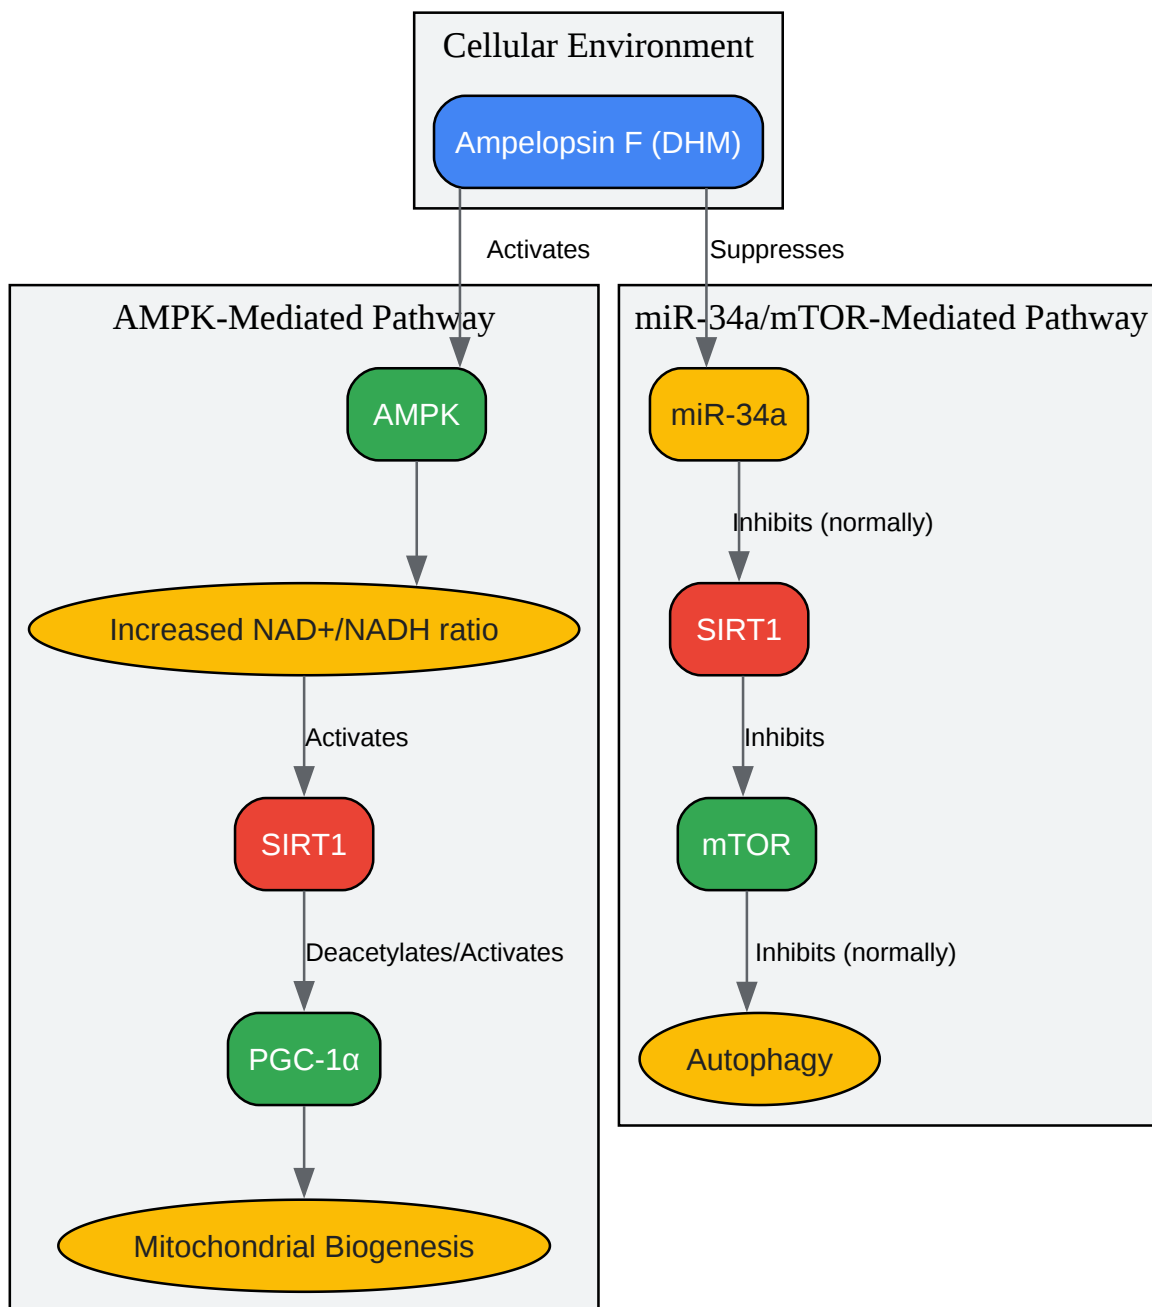 Cellular Environment
Ampelopsin F (DHM)
Activates
Suppresses
AMPK-Mediated Pathway
AMPK
Increased NAD+/NADH ratio
Activates
SIRT1
Deacetylates/Activates
PGC-1α
Mitochondrial Biogenesis
miR-34a/mTOR-Mediated Pathway
miR-34a
Inhibits (normally)
SIRT1
Inhibits
mTOR
Inhibits (normally)
Autophagy